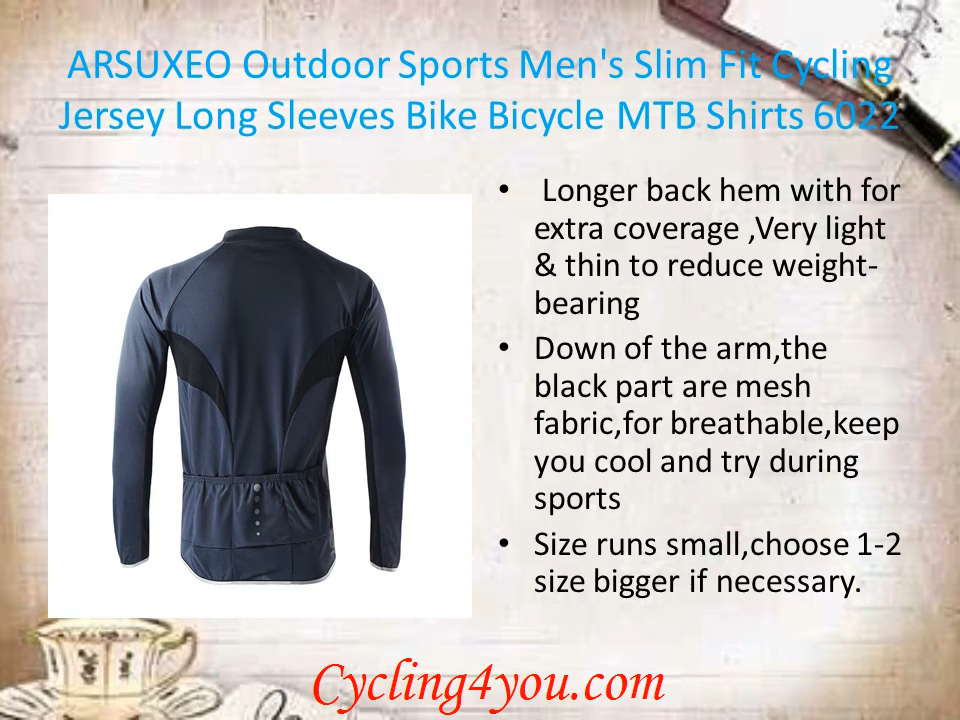 ARSUXEO Outdoor Sports Men's Slim Fit Cycling
Jersey Long Sleeves Bike Bicycle MTB Shirts 6022
• Longer back hem with for
extra coverage ,Very light
& thin to reduce weight-
bearing
• Down of the arm,the
black part are mesh
fabric,for breathable,keep
you cool and try during
sports
• Size runs small,choose 1-2
size bigger if necessary.
Cycling4you.com